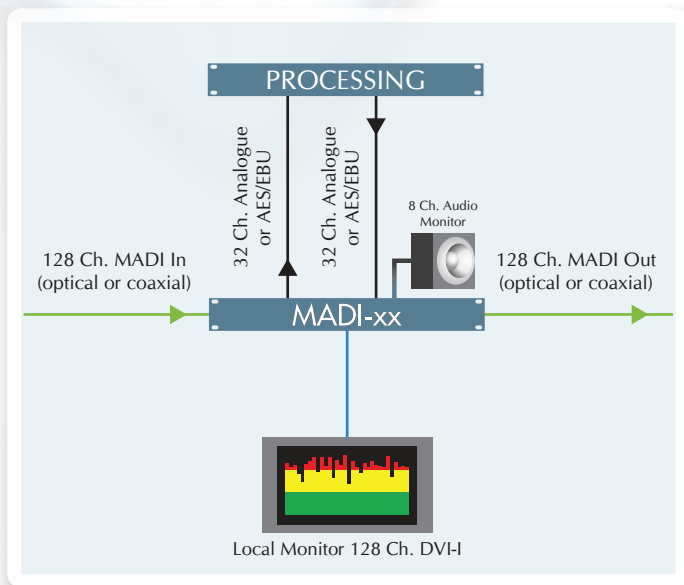 PROCESSING
32 Ch. Analogue
or AES/EBU
32 Ch. Analogue
or AES/EBU
8 Ch. Audio
Monitor
128 Ch. MADI In
(optical or coaxial)
128 Ch. MADI Out
(optical or coaxial)
MADI-xx
Local Monitor 128 Ch. DVI-I